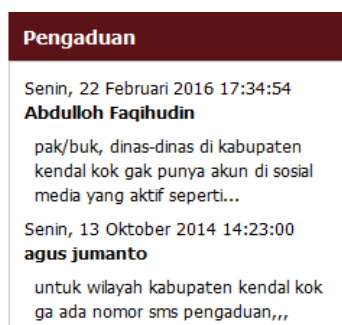 Pengaduan
Senin, 22 Februari 2016 17:34:54
Abdulloh Faqihudin
pak/buk, dinas-dinas di kabupaten
kendal kok gak punya akun di sosial
media yang aktif seperti...
Senin, 13 Oktober 2014 14:23:00
agus jumanto
untuk wilayah kabupaten kendal kok
ga ada nomor sms pengaduan,,,